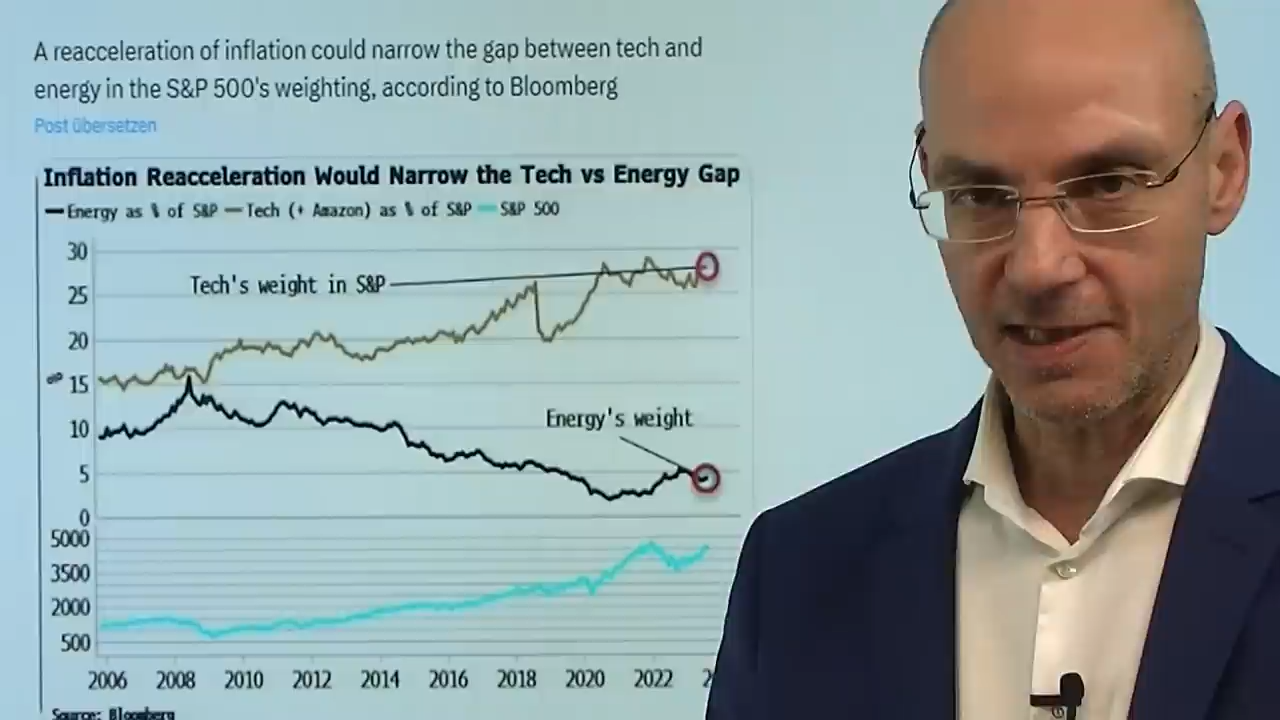 A reacceleration of inflation could narrow the gap between tech and
energy in the S&P 500's weighting, according to Bloomberg
Post übersetzen
Inflation Reacceleration Would Narrow the Tech vs Energy Gap
Energy as % of S&P Tech (+ Amazon) as % of S&P S&P 500
30
Tech's weight in S&P
25
20
%
15
Energy's weight
10
5
0
5000
3500
2000
500
2006 2008 2010 2012 2014 2016 2018 2020 2022 2
Source: Bloomberg